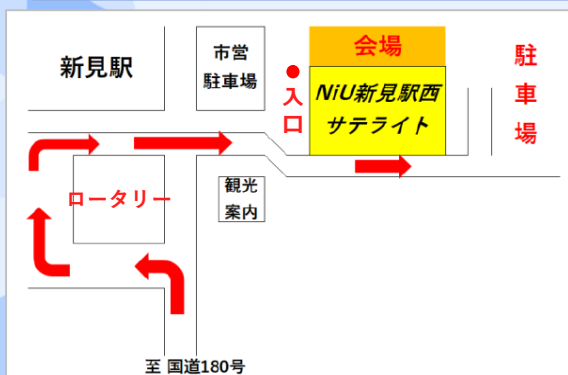 新見駅
市営
駐車場
入口
会場
NiU新見駅西
サテライト
駐車場
ロータリー
観光
案内
至 国道180号